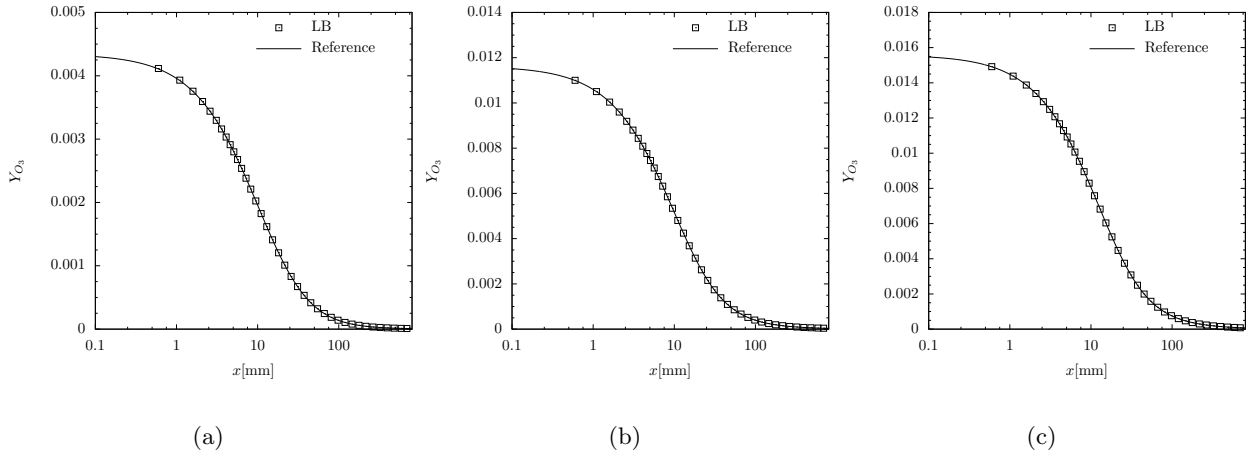 0.005
0.004
0.003
0.002
0.001
0
0.1 1 10 100
Y_{O_3}
x[mm]
LB
Reference
(a)
0.014
0.012
0.01
0.008
0.006
0.004
0.002
0
0.1 1 10 100
Y_{O_3}
x[mm]
LB
Reference
(b)
0.018
0.016
0.014
0.012
0.01
0.008
0.006
0.004
0.002
0
0.1 1 10 100
Y_{O_3}
x[mm]
LB
Reference
(c)